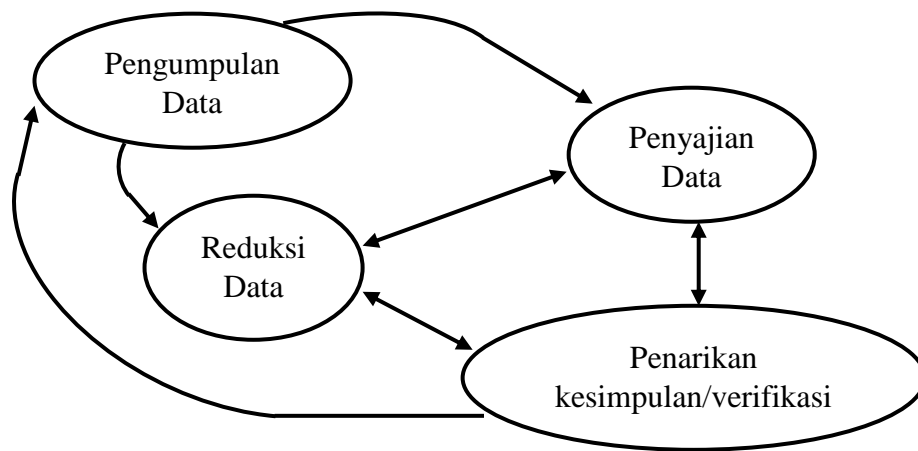 Pengumpulan
Data
Penyajian
Data
Reduksi
Data
Penarikan
kesimpulan/verifikasi